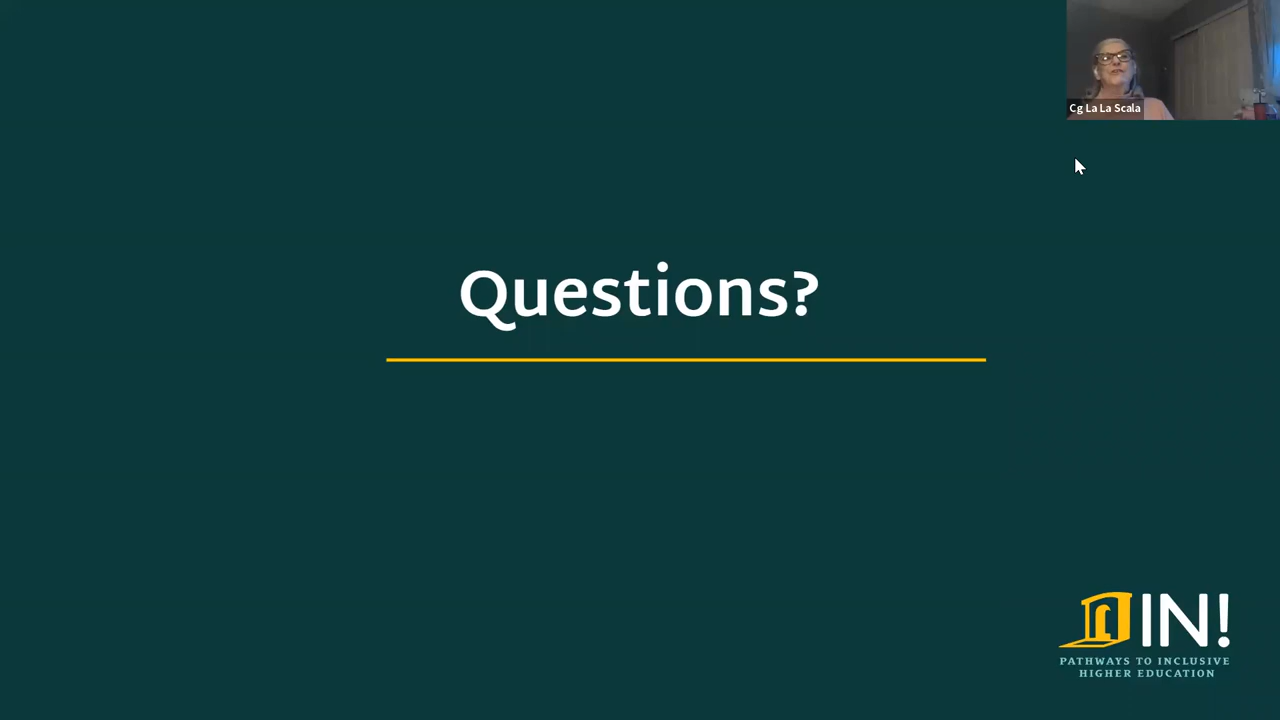 Cg La La Scala
Questions?
IN!
PATHWAYS TO INCLUSIVE
HIGHER EDUCATION